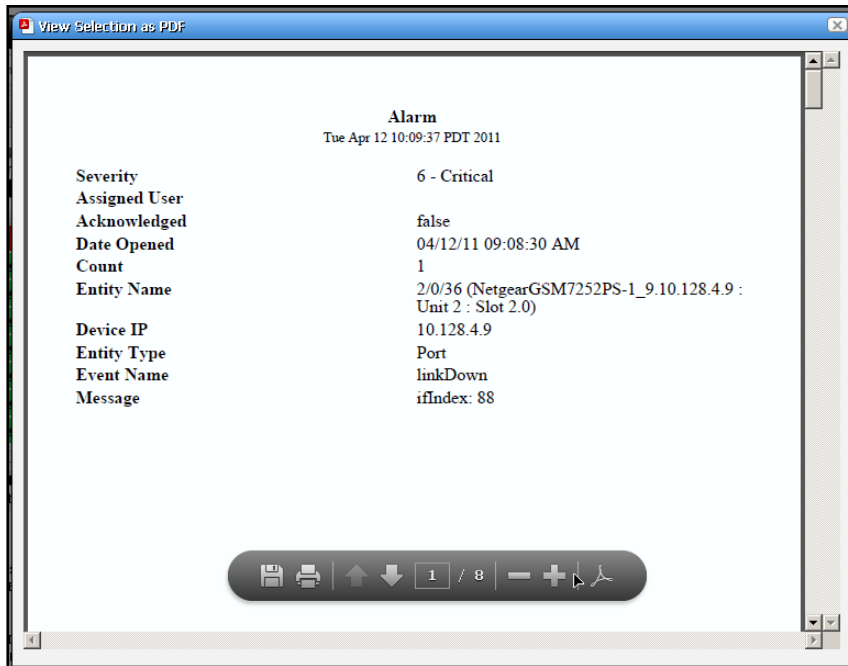 View Selection as PDF
Alarm
Tue Apr 12 10:09:37 PDT 2011
Severity 6 - Critical
Assigned User
Acknowledged false
Date Opened 04/12/11 09:08:30 AM
Count 1
Entity Name 2/0/36 (NetgearGSM7252PS-1_9.10.128.4.9 :
Unit 2 : Slot 2.0)
Device IP 10.128.4.9
Entity Type Port
Event Name linkDown
Message ifIndex: 88
1 / 8